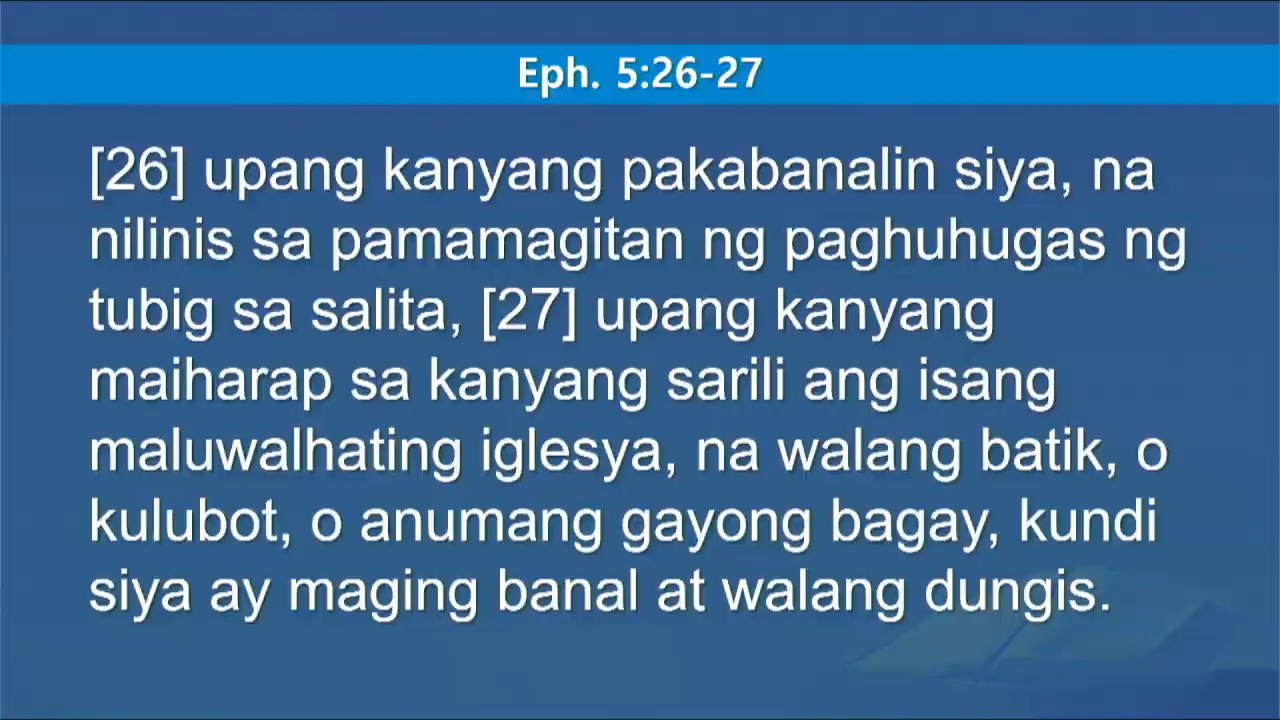 Eph. 5:26-27
[26] upang kanyang pakabanalin siya, na
nilinis sa pamamagitan ng paghuhugas ng
tubig sa salita, [27] upang kanyang
maiharap sa kanyang sarili ang isang
maluwalhating iglesya, na walang batik, o
kulubot, o anumang gayong bagay, kundi
siya ay maging banal at walang dungis.